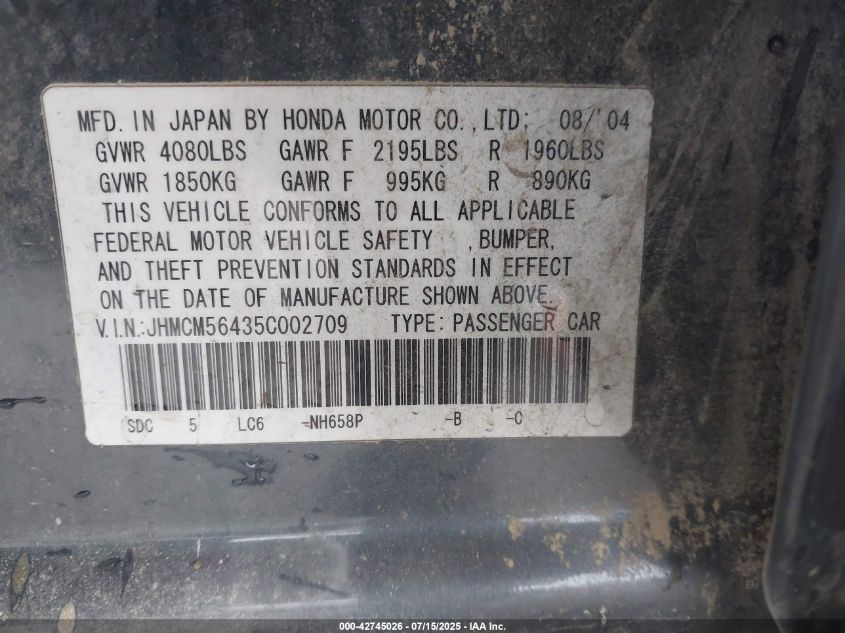 MFD. IN JAPAN BY HONDA MOTOR CO., LTD: 08/'04
GVWR 4080LBS GAWR F 2195LBS R 1960LBS
GVWR 1850KG GAWR F 995KG R 890KG
THIS VEHICLE CONFORMS TO ALL APPLICABLE
FEDERAL MOTOR VEHICLE SAFETY ,BUMPER,
AND THEFT PREVENTION STANDARDS IN EFFECT
ON THE DATE OF MANUFACTURE SHOWN ABOVE.
V.I.N.:JHMCM56435C002709 TYPE: PASSENGER CAR
SDC 5 LC6 -NH658P -B -C
000-42745026 - 07/15/2025 - IAA Inc.